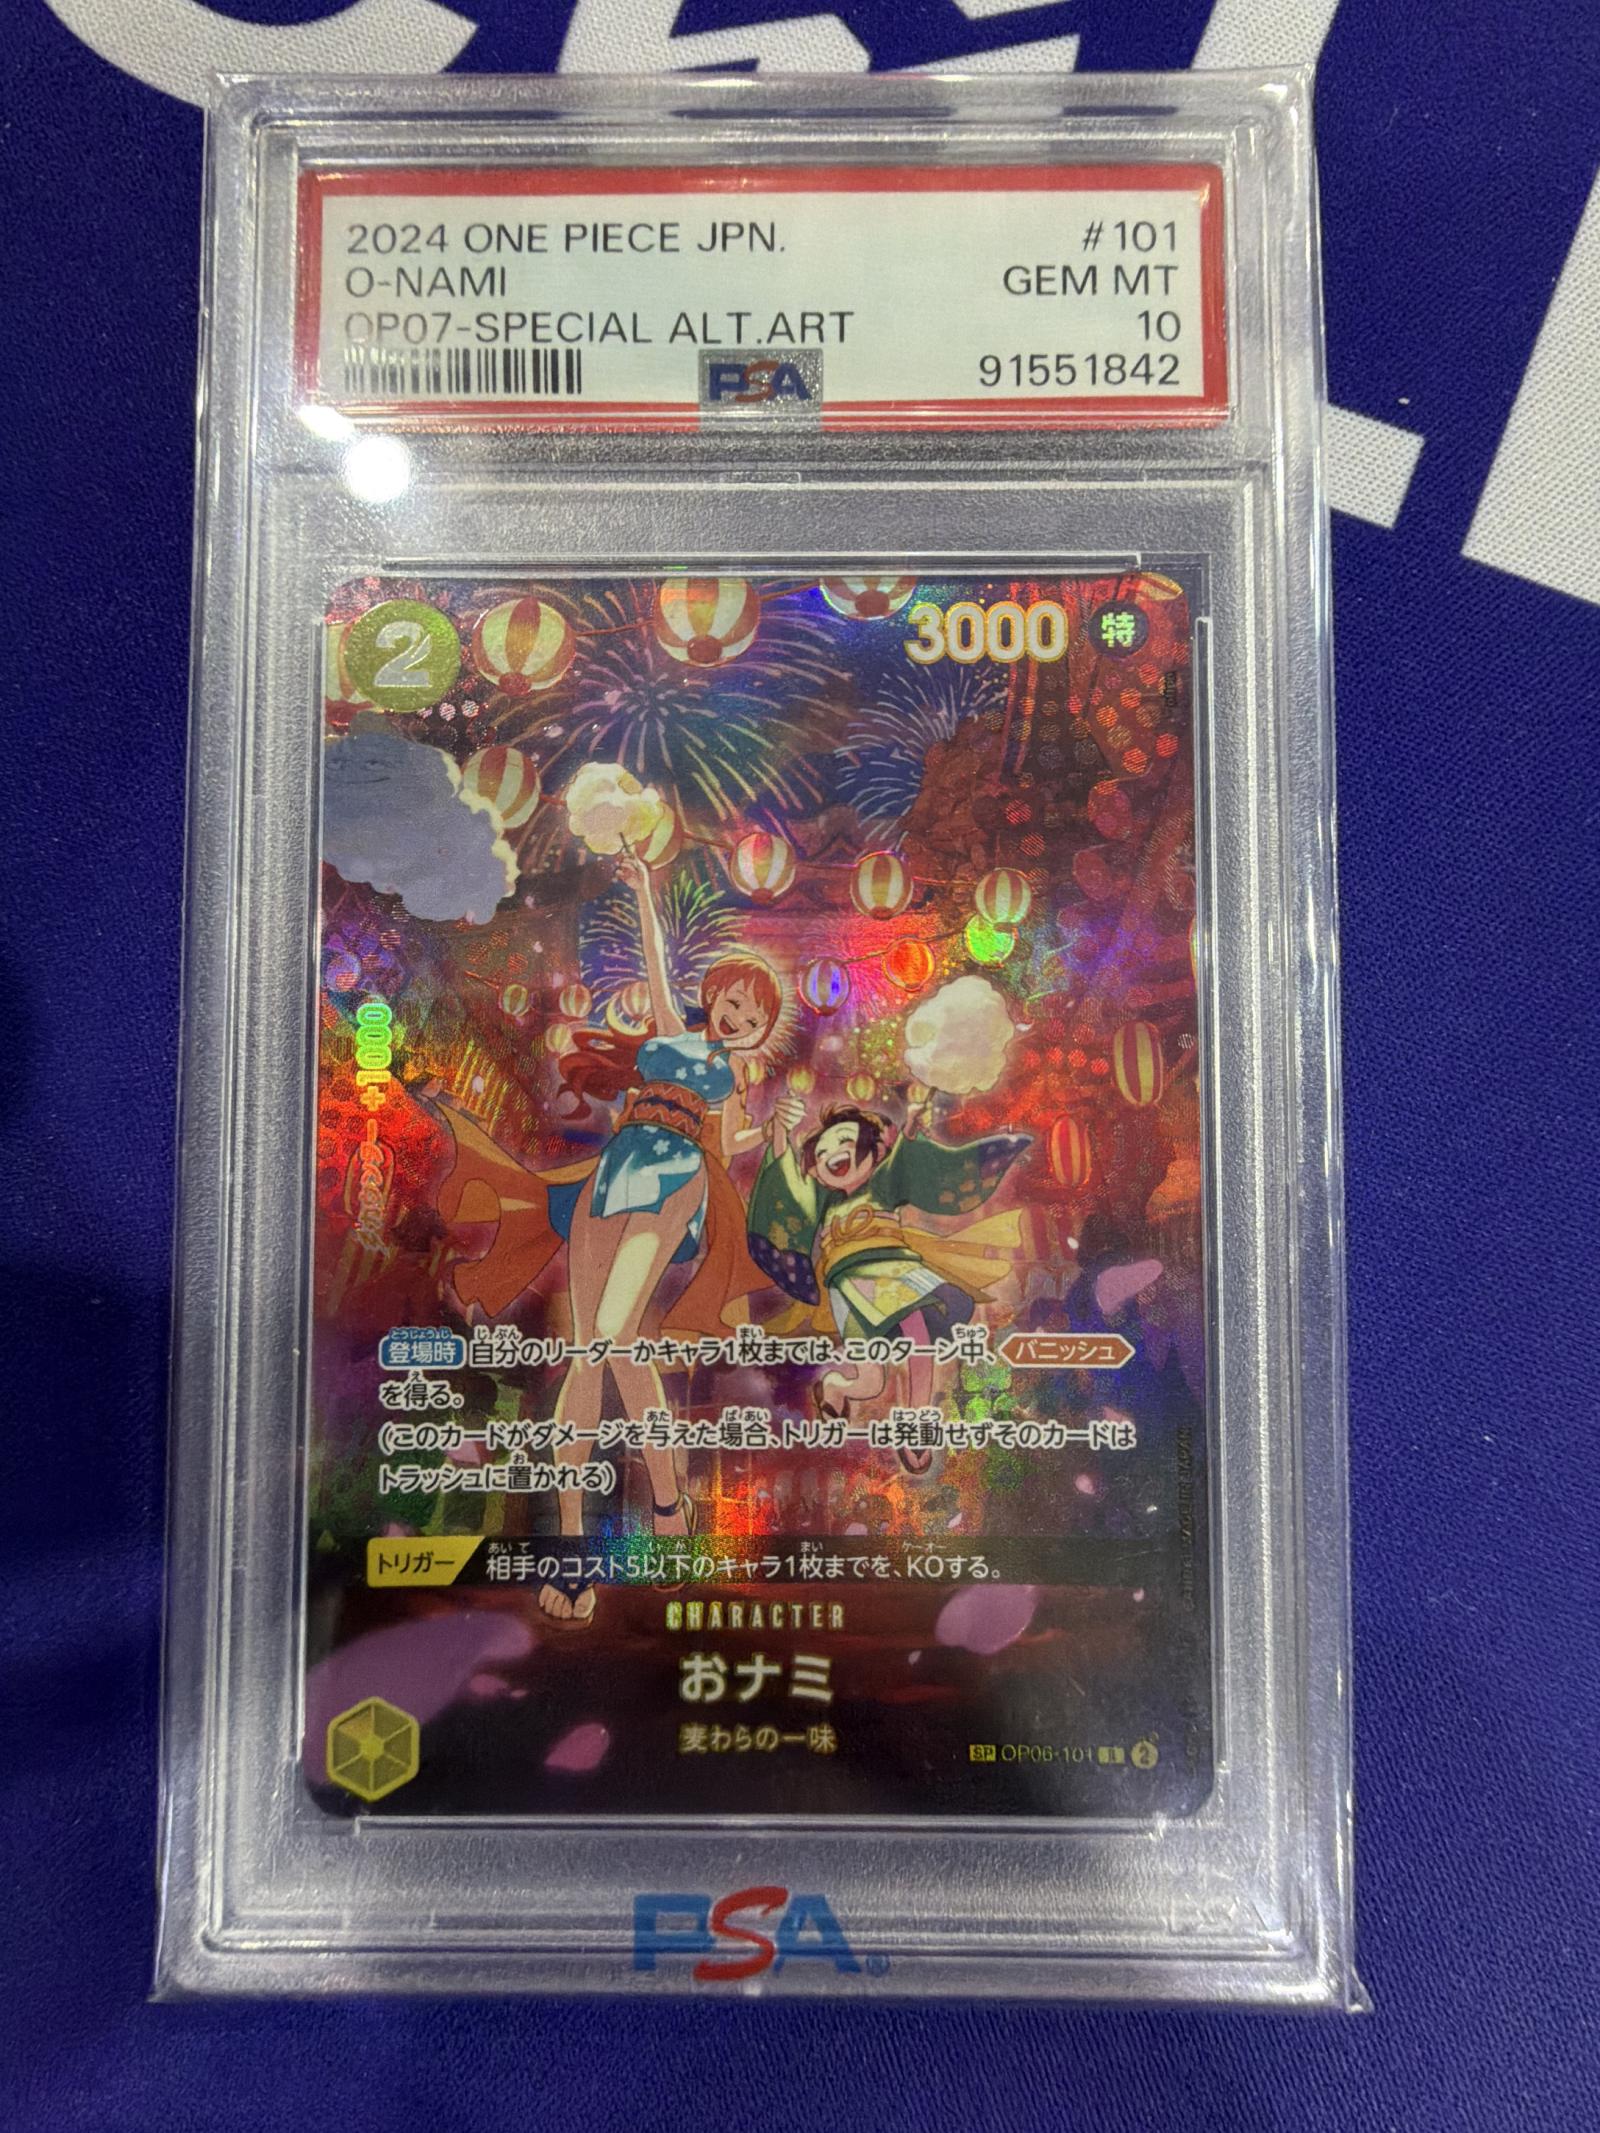 2024 ONE PIECE JPN. #101
O-NAMI GEM MT
OP07-SPECIAL ALT.ART 10
PSA 91551842
2
3000 特
カウンター+1000
登場時 自分のリーダーかキャラ1枚までは、このターン中、バニッシュ
を得る。
(このカードがダメージを与えた場合、トリガーは発動せずそのカードは
トラッシュに置かれる)
トリガー 相手のコスト5以下のキャラ1枚までを、KOする。
CHARACTER
おナミ
麦わらの一味
SP OP06-101 R 2
PSA®